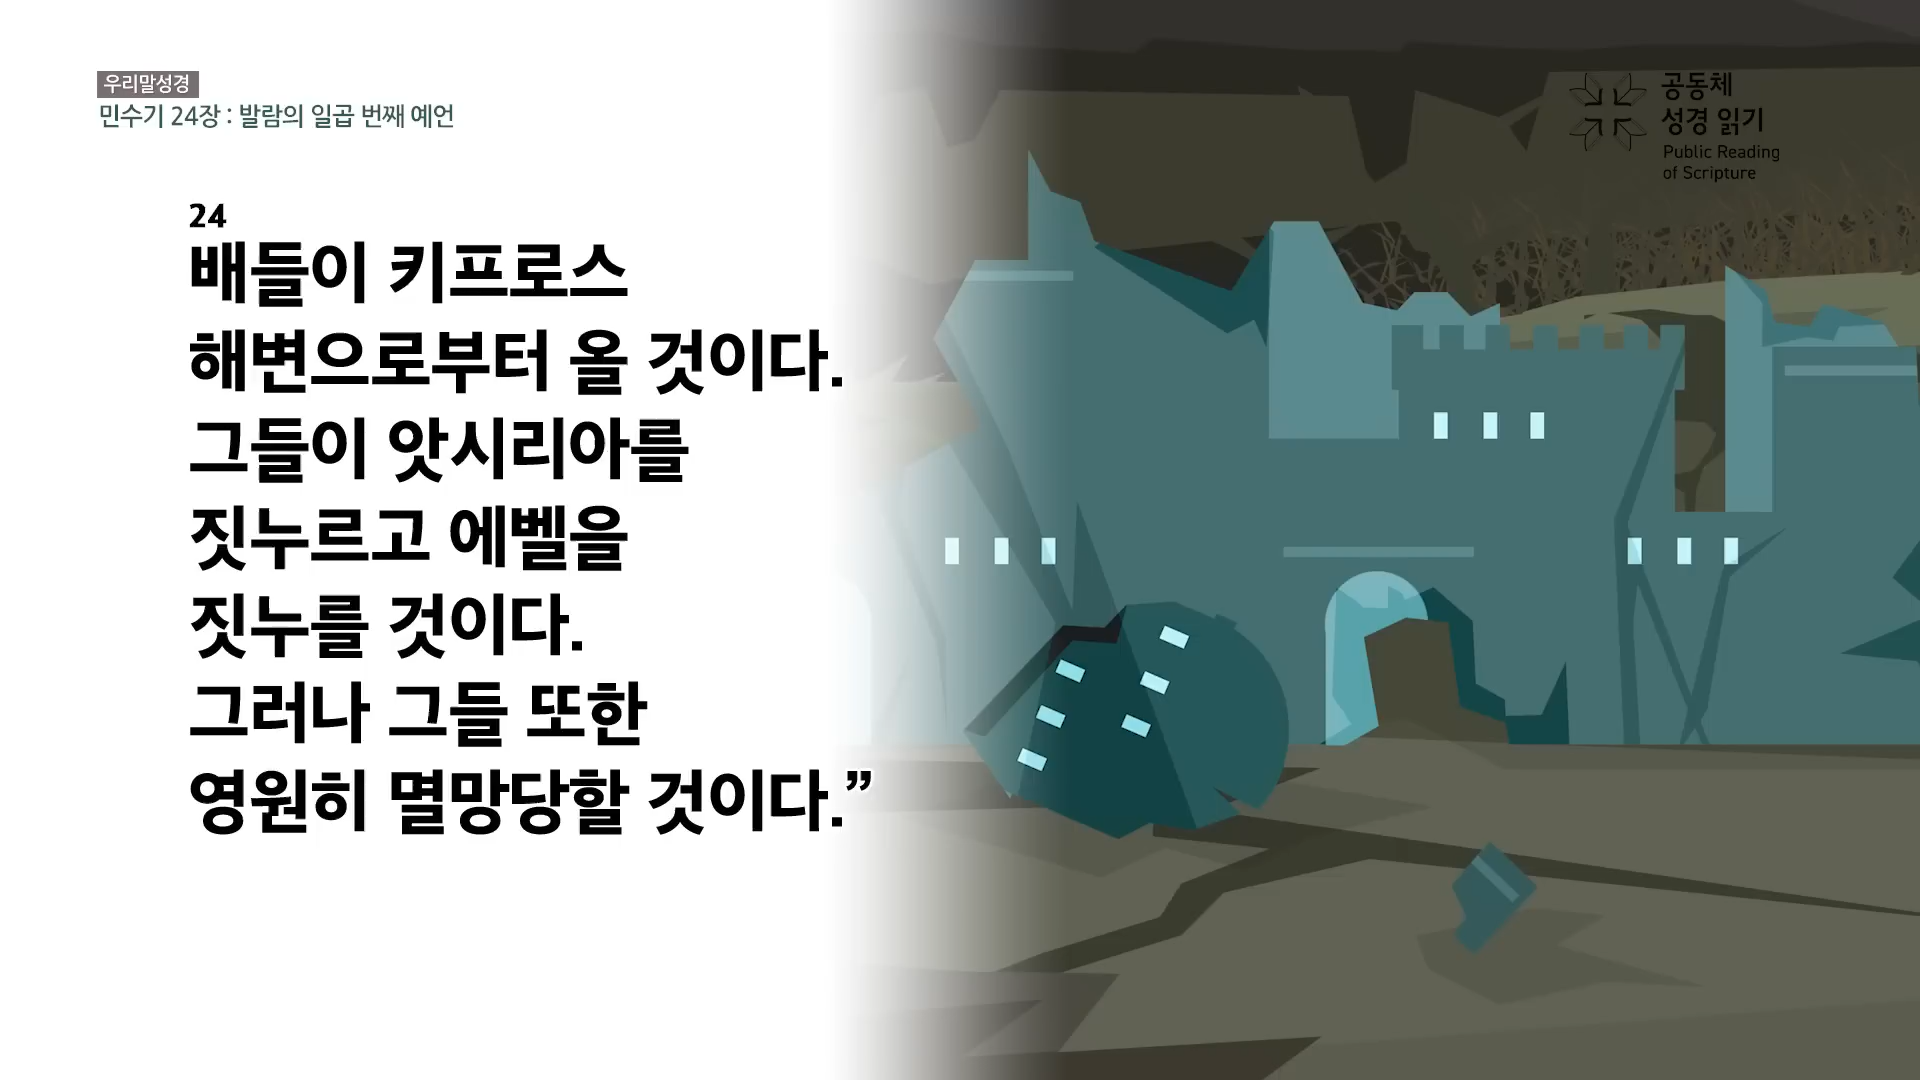 우리말성경
민수기 24장 : 발람의 일곱 번째 예언
공동체
성경 읽기
Public Reading
of Scripture
24
배들이 키프로스
해변으로부터 올 것이다.
그들이 앗시리아를
짓누르고 에벨을
짓누를 것이다.
그러나 그들 또한
영원히 멸망당할 것이다.”